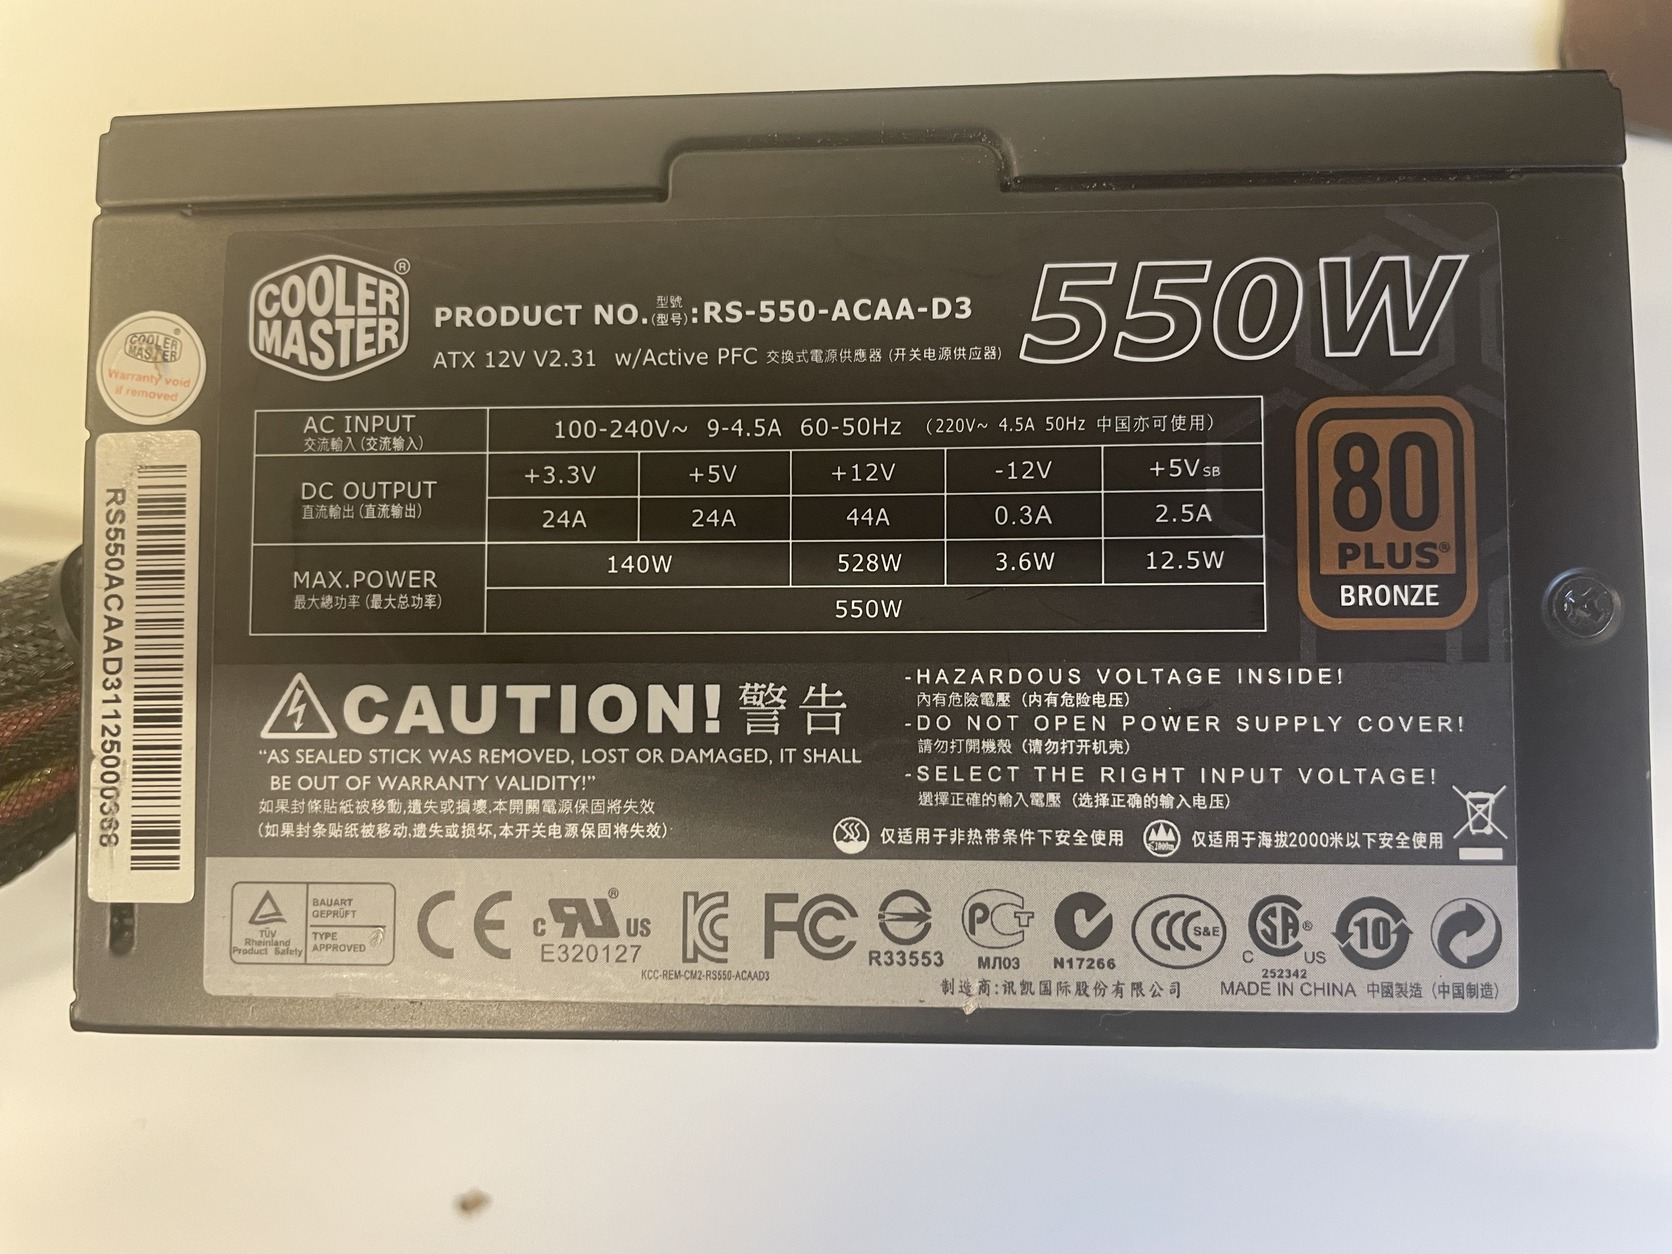 COOLER MASTER ®
PRODUCT NO.型號(型号):RS-550-ACAA-D3
550W
ATX 12V V2.31 w/Active PFC 交換式電源供應器 (开关电源供应器)
COOLER MASTER ®
Warranty void
if removed
RS550ACAAD31125000368
AC INPUT
交流輸入 (交流输入)
100-240V~ 9-4.5A 60-50Hz (220V~ 4.5A 50Hz 中国亦可使用)
DC OUTPUT
直流輸出 (直流输出)
+3.3V +5V +12V -12V +5VSB
24A 24A 44A 0.3A 2.5A
MAX.POWER
最大總功率 (最大总功率)
140W 528W 3.6W 12.5W
550W
80
PLUS®
BRONZE
CAUTION! 警告
"AS SEALED STICK WAS REMOVED, LOST OR DAMAGED, IT SHALL
BE OUT OF WARRANTY VALIDITY!"
如果封條貼紙被移動,遺失或損壞,本開關電源保固將失效
(如果封条贴纸被移动,遗失或损坏,本开关电源保固将失效)
-HAZARDOUS VOLTAGE INSIDE!
內有危險電壓 (内有危险电压)
-DO NOT OPEN POWER SUPPLY COVER!
請勿打開機殼 (请勿打开机壳)
-SELECT THE RIGHT INPUT VOLTAGE!
選擇正確的輸入電壓 (选择正确的输入电压)
仅适用于非热带条件下安全使用
仅适用于海拔2000米以下安全使用
TÜV
Rheinland
Product Safety
BAUART
GEPRÜFT
TYPE
APPROVED
CE
c RU® US
E320127
KC
KCC-REM-CM2-RS550-ACAAD3
FC
R33553
PCT
МЛ03
N17266
CCC S&E
SA®
C US
252342
10
制造商:讯凯国际股份有限公司
MADE IN CHINA 中國製造 (中国制造)